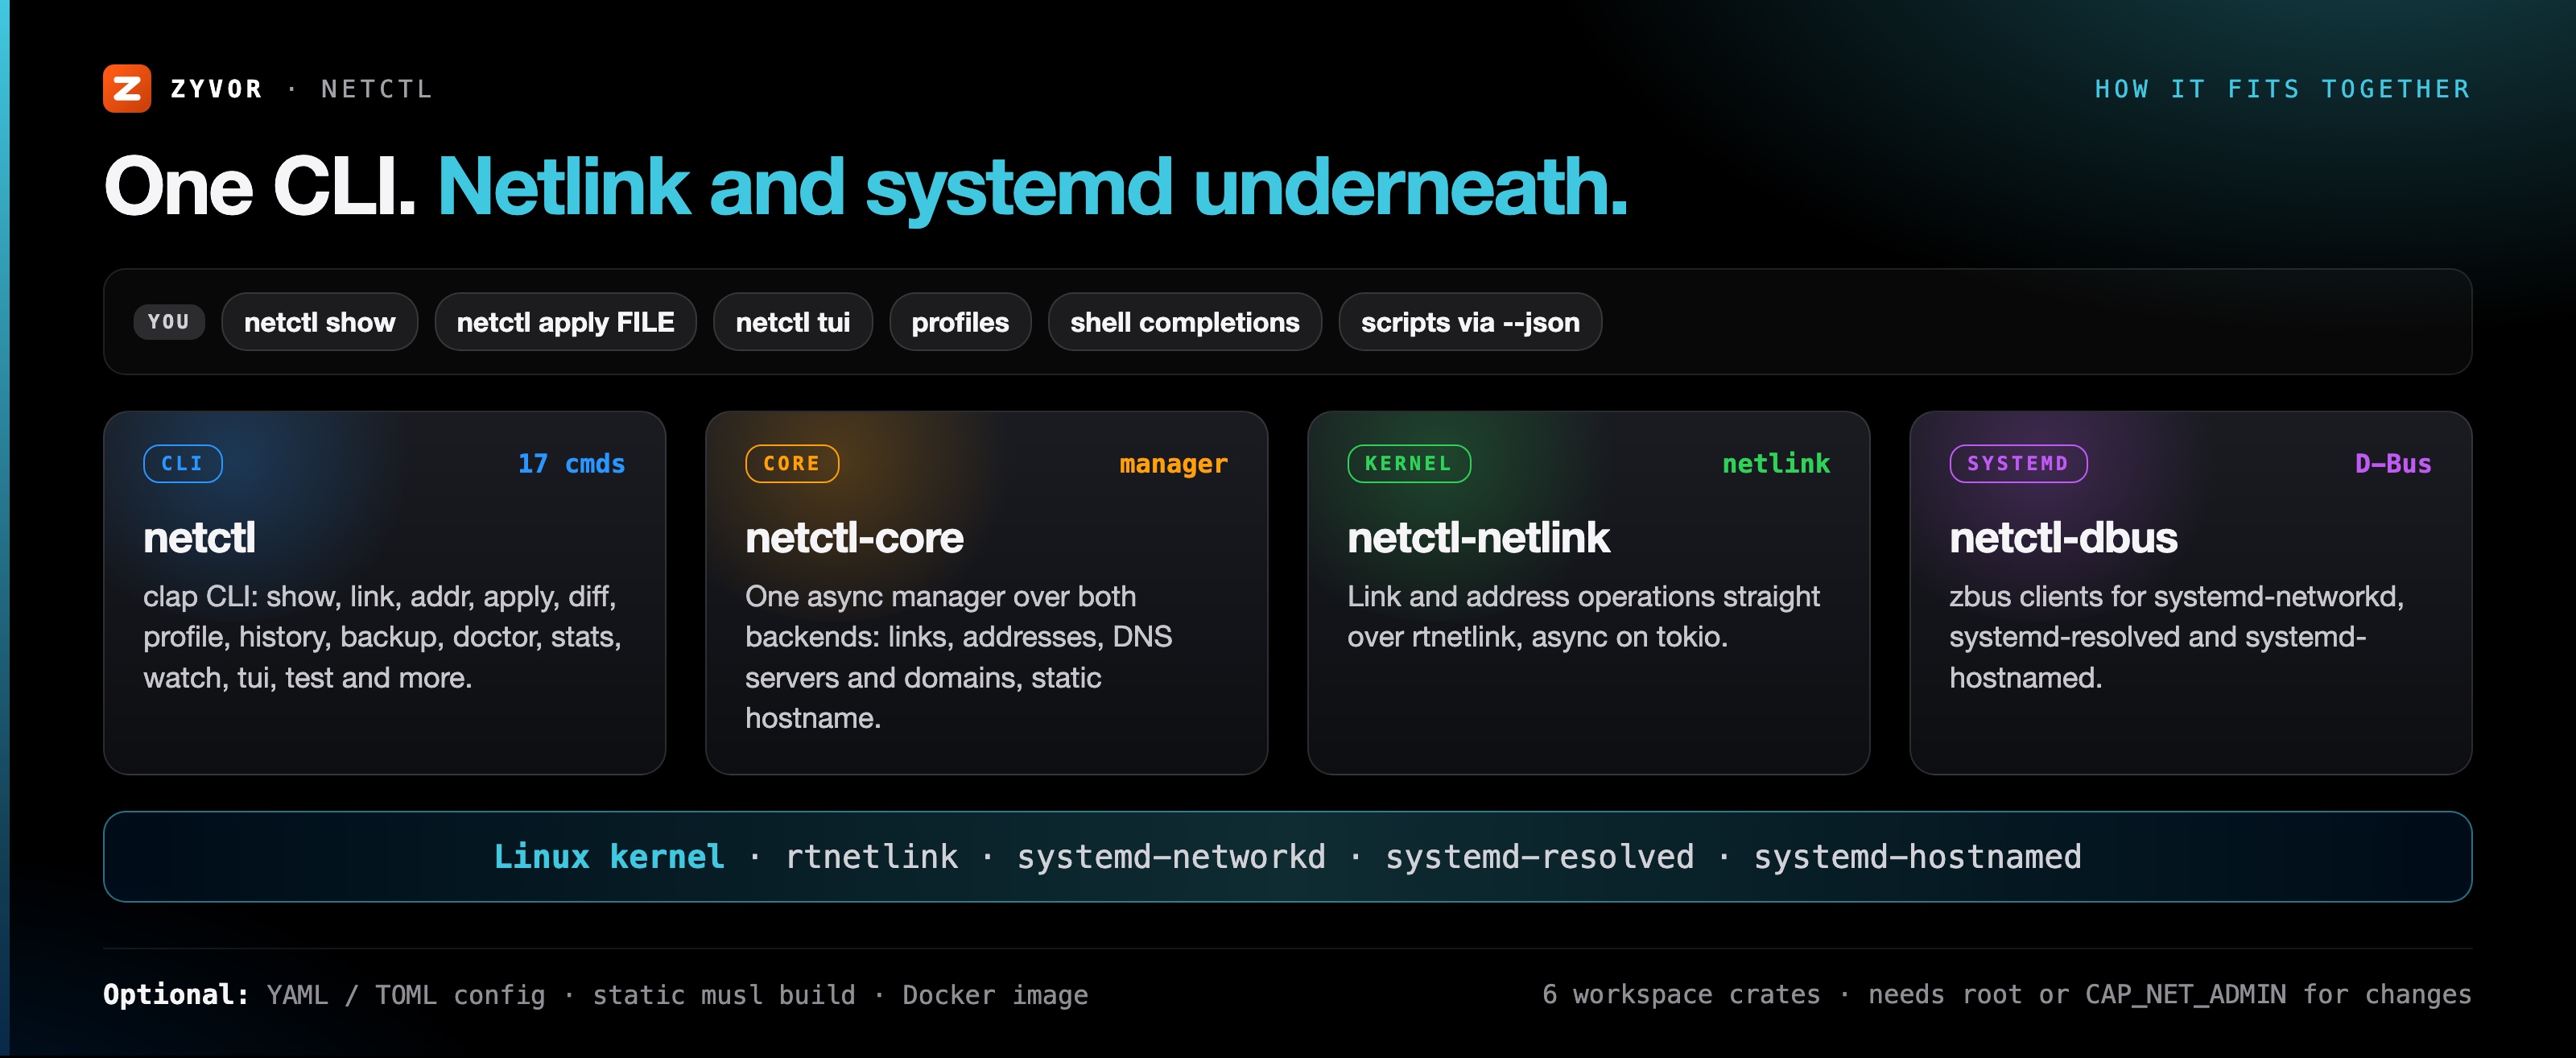 Z ZYVOR · NETCTL
HOW IT FITS TOGETHER
One CLI. Netlink and systemd underneath.
YOU netctl show netctl apply FILE netctl tui profiles shell completions scripts via --json
CLI 17 cmds
netctl
clap CLI: show, link, addr, apply, diff,
profile, history, backup, doctor, stats,
watch, tui, test and more.
CORE manager
netctl-core
One async manager over both
backends: links, addresses, DNS
servers and domains, static
hostname.
KERNEL netlink
netctl-netlink
Link and address operations straight
over rtnetlink, async on tokio.
SYSTEMD D-Bus
netctl-dbus
zbus clients for systemd-networkd,
systemd-resolved and systemd-
hostnamed.
Linux kernel · rtnetlink · systemd-networkd · systemd-resolved · systemd-hostnamed
Optional: YAML / TOML config · static musl build · Docker image
6 workspace crates · needs root or CAP_NET_ADMIN for changes